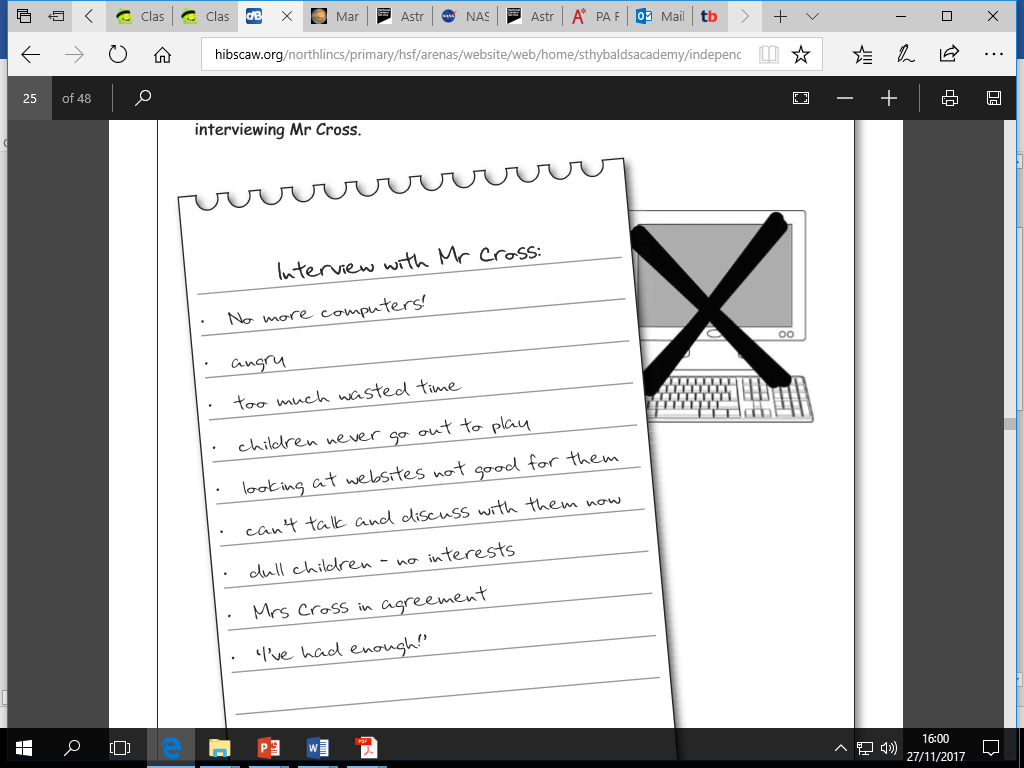 Clas
Clas
Mar
Astr
NAS
Astr
PA F
Mail
tb
hibscaw.org/northlincs/primary/hsf/arenas/website/web/home/sthybaldsacademy/indepenc
25 of 48
interviewing Mr Cross.
Interview with Mr Cross:
· No more computers!
· angry
· too much wasted time
· children never go out to play
· looking at websites not good for them
· can't talk and discuss with them now
· dull children - no interests
· Mrs Cross in agreement
· "I've had enough!"
16:00
27/11/2017